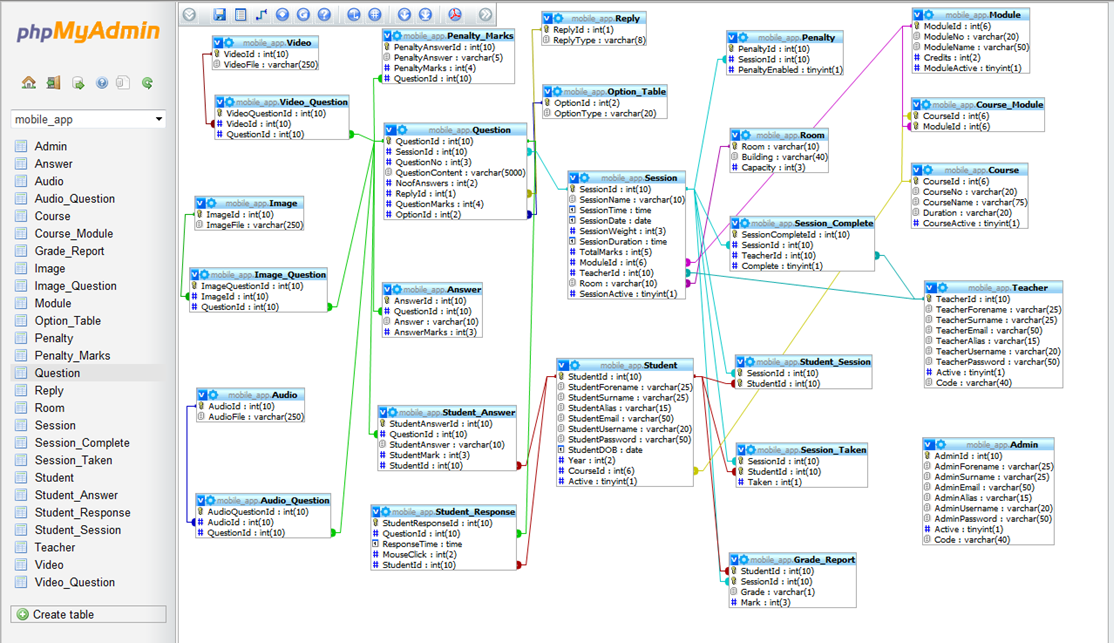 phpMyAdmin
mobile_app
Admin
Answer
Audio
Audio_Question
Course
Course_Module
Grade_Report
Image
Image_Question
Module
Option_Table
Penalty
Penalty_Marks
Question
Reply
Room
Session
Session_Complete
Session_Taken
Student
Student_Answer
Student_Response
Student_Session
Teacher
Video
Video_Question
Create table
mobile_app.Video
VideoId : int(10)
VideoFile : varchar(250)
mobile_app.Video_Question
VideoQuestionId : int(10)
VideoId : int(10)
QuestionId : int(10)
mobile_app.Image
ImageId : int(10)
ImageFile : varchar(250)
mobile_app.Image_Question
ImageQuestionId : int(10)
ImageId : int(10)
QuestionId : int(10)
mobile_app.Audio
AudioId : int(10)
AudioFile : varchar(250)
mobile_app.Audio_Question
AudioQuestionId : int(10)
AudioId : int(10)
QuestionId : int(10)
mobile_app.Penalty_Marks
PenaltyAnswerId : int(10)
PenaltyAnswer : varchar(5)
PenaltyMarks : int(4)
QuestionId : int(10)
mobile_app.Question
QuestionId : int(10)
SessionId : int(10)
QuestionNo : int(3)
QuestionContent : varchar(5000)
NoofAnswers : int(2)
ReplyId : int(1)
QuestionMarks : int(4)
OptionId : int(2)
mobile_app.Answer
AnswerId : int(10)
QuestionId : int(10)
Answer : varchar(10)
AnswerMarks : int(3)
mobile_app.Student_Answer
StudentAnswerId : int(10)
QuestionId : int(10)
StudentAnswer : varchar(10)
StudentMark : int(3)
StudentId : int(10)
mobile_app.Student_Response
StudentResponseId : int(10)
QuestionId : int(10)
ResponseTime : time
MouseClick : int(2)
StudentId : int(10)
mobile_app.Reply
ReplyId : int(1)
ReplyType : varchar(8)
mobile_app.Option_Table
OptionId : int(2)
OptionType : varchar(20)
mobile_app.Session
SessionId : int(10)
SessionName : varchar(10)
SessionTime : time
SessionDate : date
SessionWeight : int(3)
SessionDuration : time
TotalMarks : int(5)
ModuleId : int(6)
TeacherId : int(10)
Room : varchar(10)
SessionActive : tinyint(1)
mobile_app.Student
StudentId : int(10)
StudentForename : varchar(25)
StudentSurname : varchar(25)
StudentAlias : varchar(15)
StudentEmail : varchar(50)
StudentUsername : varchar(20)
StudentPassword : varchar(50)
StudentDOB : date
Year : int(2)
CourseId : int(6)
Active : tinyint(1)
mobile_app.Penalty
PenaltyId : int(10)
SessionId : int(10)
PenaltyEnabled : tinyint(1)
mobile_app.Room
Room : varchar(10)
Building : varchar(40)
Capacity : int(3)
mobile_app.Session_Complete
SessionCompleteId : int(10)
SessionId : int(10)
TeacherId : int(10)
Complete : tinyint(1)
mobile_app.Student_Session
SessionId : int(10)
StudentId : int(10)
mobile_app.Session_Taken
SessionId : int(10)
StudentId : int(10)
Taken : int(1)
mobile_app.Grade_Report
StudentId : int(10)
SessionId : int(10)
Grade : varchar(1)
Mark : int(3)
mobile_app.Module
ModuleId : int(6)
ModuleNo : varchar(20)
ModuleName : varchar(50)
Credits : int(2)
ModuleActive : tinyint(1)
mobile_app.Course_Module
CourseId : int(6)
ModuleId : int(6)
mobile_app.Course
CourseId : int(6)
CourseNo : varchar(20)
CourseName : varchar(75)
Duration : varchar(20)
CourseActive : tinyint(1)
mobile_app.Teacher
TeacherId : int(10)
TeacherForename : varchar(25)
TeacherSurname : varchar(25)
TeacherEmail : varchar(50)
TeacherAlias : varchar(15)
TeacherUsername : varchar(20)
TeacherPassword : varchar(50)
Active : tinyint(1)
Code : varchar(40)
mobile_app.Admin
AdminId : int(10)
AdminForename : varchar(25)
AdminSurname : varchar(25)
AdminEmail : varchar(50)
AdminAlias : varchar(15)
AdminUsername : varchar(20)
AdminPassword : varchar(50)
Active : tinyint(1)
Code : varchar(40)